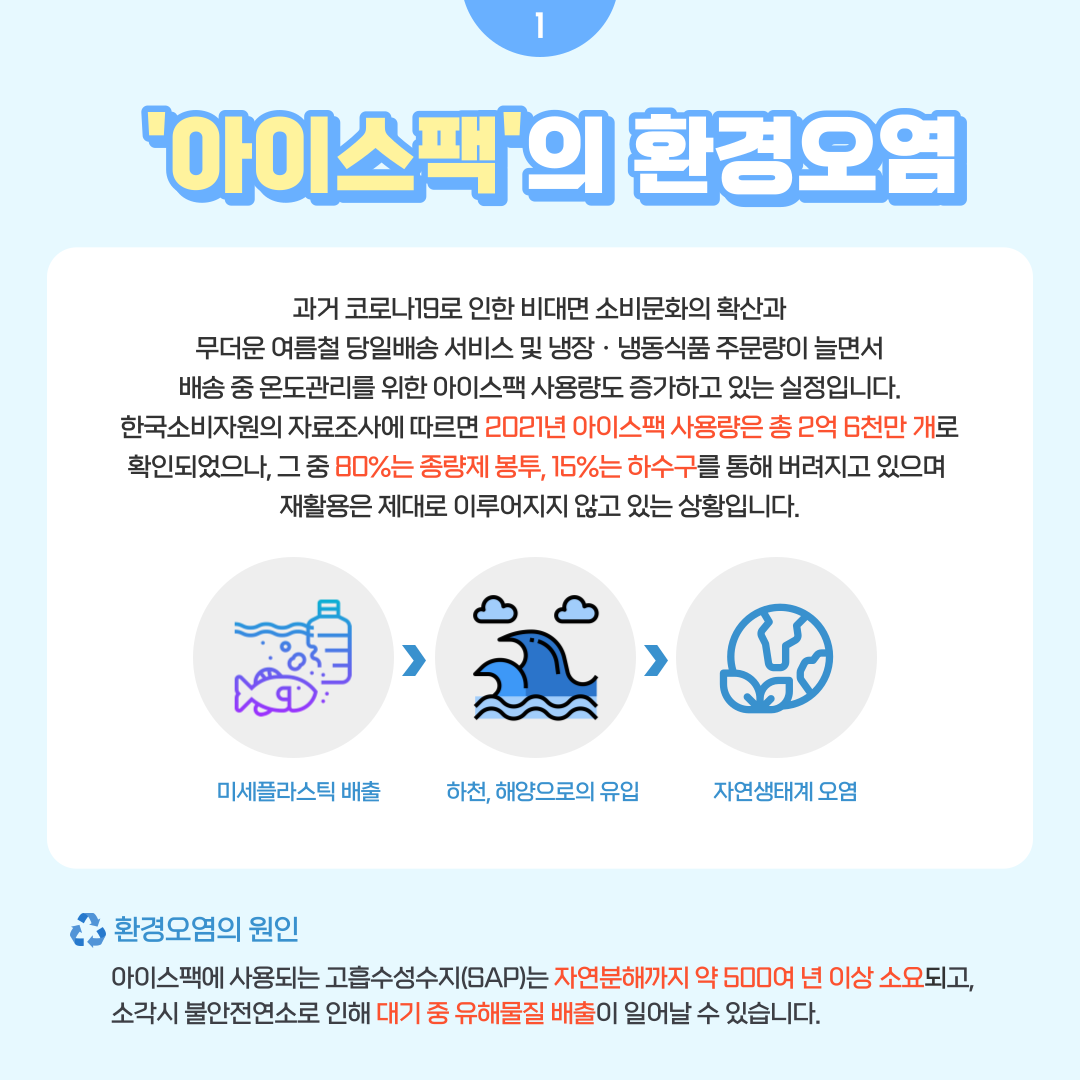 1
'아이스팩'의 환경오염
과거 코로나19로 인한 비대면 소비문화의 확산과
무더운 여름철 당일배송 서비스 및 냉장·냉동식품 주문량이 늘면서
배송 중 온도관리를 위한 아이스팩 사용량도 증가하고 있는 실정입니다.
한국소비자원의 자료조사에 따르면 2021년 아이스팩 사용량은 총 2억 6천만 개로
확인되었으나, 그 중 80%는 종량제 봉투, 15%는 하수구를 통해 버려지고 있으며
재활용은 제대로 이루어지지 않고 있는 상황입니다.
미세플라스틱 배출
하천, 해양으로의 유입
자연생태계 오염
환경오염의 원인
아이스팩에 사용되는 고흡수성수지(SAP)는 자연분해까지 약 500여 년 이상 소요되고,
소각시 불안전연소로 인해 대기 중 유해물질 배출이 일어날 수 있습니다.